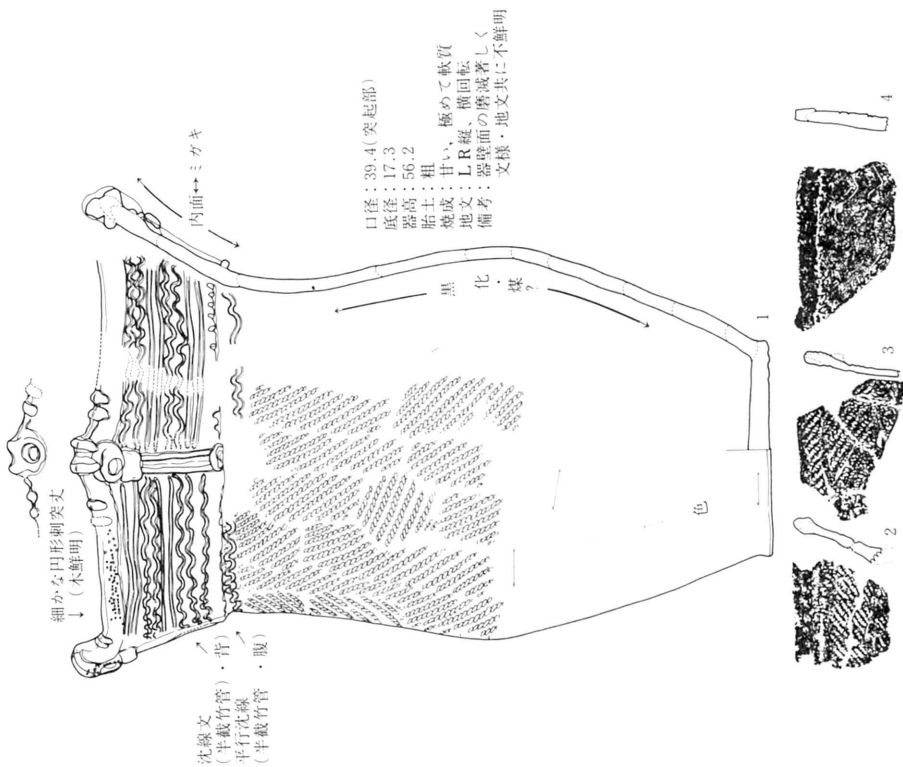 細かな円形刺突文
(不鮮明)
内面↔ミガキ
口径：39.4(突起部)
底径：17.3
器高：56.2
胎土：粗
焼成：甘い、極めて軟質
地文：LR縦、横回転
備考：器壁面の磨滅著しく
文様・地文共に不鮮明
沈線文
(半截竹管)・背
平行沈線
(半截竹管・腹)
黒化・煤?
色
1
2
3
4